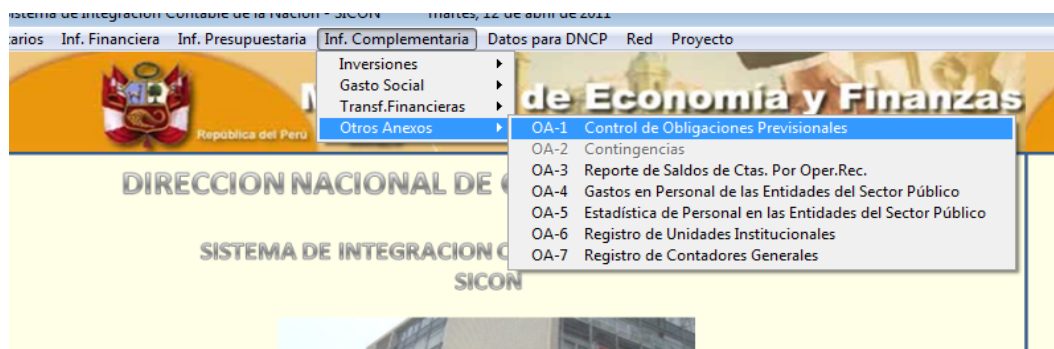 Sistema de Integración Contable de la Nación - SICON martes, 12 de abril de 2011
Inf. Financiera Inf. Presupuestaria Inf. Complementaria Datos para DNCP Red Proyecto
Inversiones
Gasto Social
Transf.Financieras
Otros Anexos
de Economía y Finanzas
República del Perú
OA-1 Control de Obligaciones Previsionales
OA-2 Contingencias
OA-3 Reporte de Saldos de Ctas. Por Oper.Rec.
OA-4 Gastos en Personal de las Entidades del Sector Público
OA-5 Estadística de Personal en las Entidades del Sector Público
OA-6 Registro de Unidades Institucionales
OA-7 Registro de Contadores Generales
DIRECCION NACIONAL DE
SISTEMA DE INTEGRACION
SICON